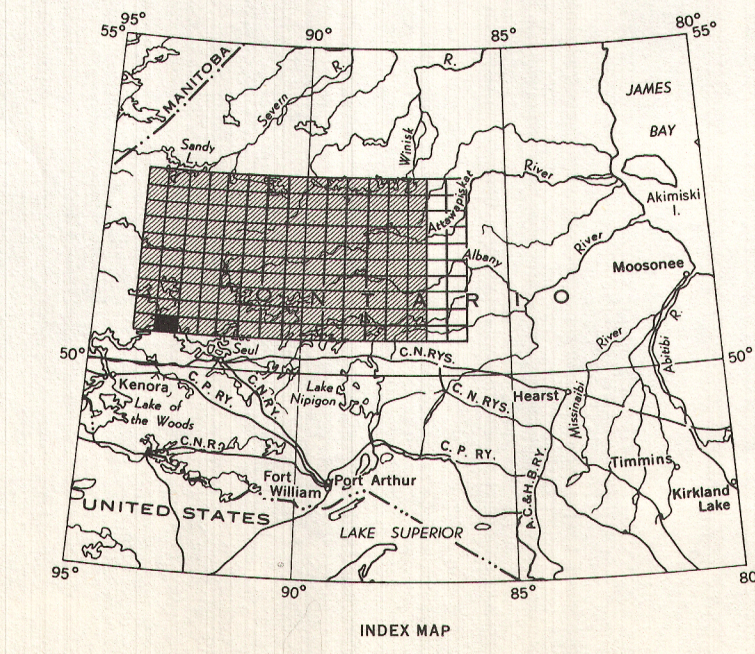 95°
55°
90°
85°
80°
55°
MANITOBA
R.
R.
JAMES
BAY
Severn
Sandy
L.
Winisk
River
Attawapiskat
Akimiski
I.
River
Albany
Moosonee
O N T A R I O
River
R.
Abitibi
50°
50°
Lac
Seul
C.N.RYS.
Kenora
C. P. RY.
C.N.RY.
Lake
Nipigon
C. N. RYS.
Hearst
Missinaibi
Lake of
the Woods
C.N.R.
C. P. RY.
Timmins
Fort
William
Port Arthur
A.C.&H.B.RY.
Kirkland
Lake
UNITED STATES
LAKE SUPERIOR
95°
90°
85°
80
INDEX MAP